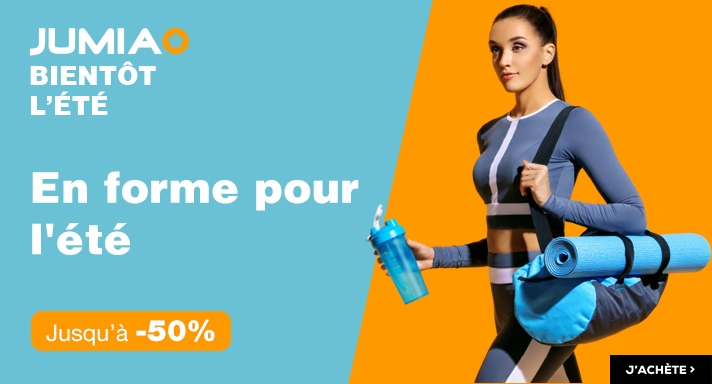 JUMIA
BIENTÔT
L'ÉTÉ
En forme pour
l'été
Jusqu'à -50%
J'ACHÈTE >